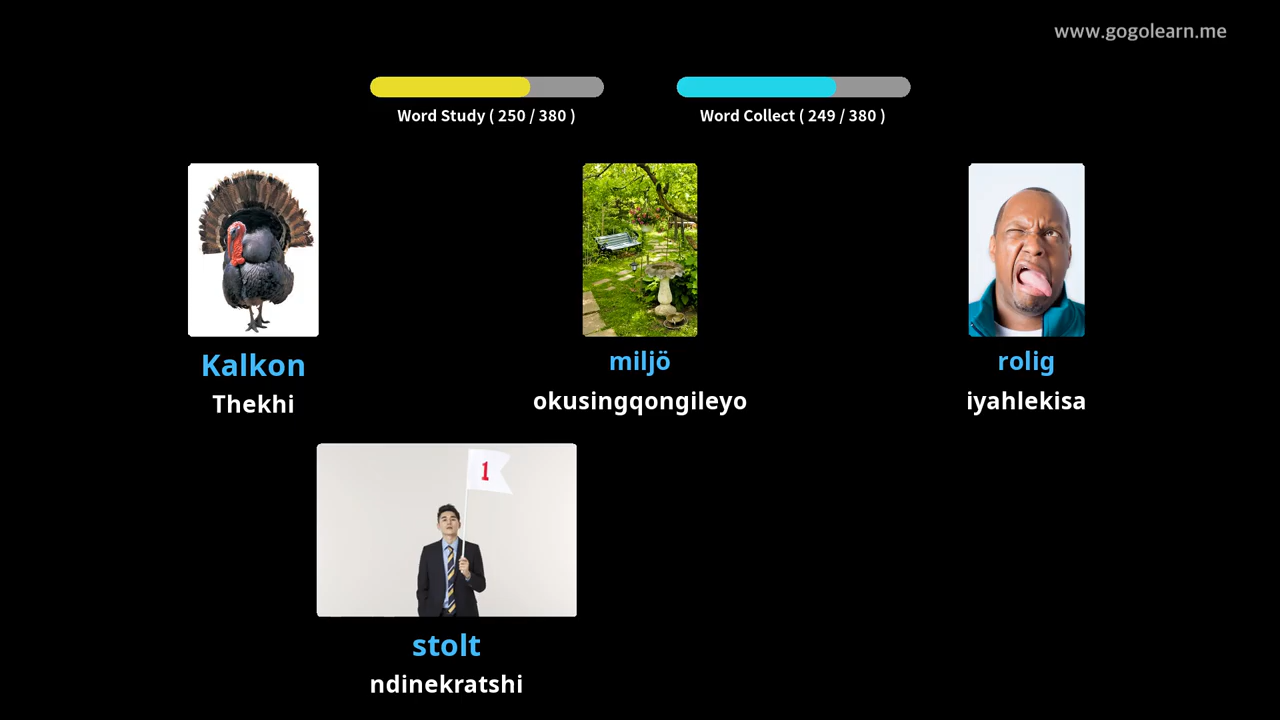 www.gogolearn.me
Word Study ( 250 / 380 )
Word Collect ( 249 / 380 )
Kalkon
Thekhi
miljö
okusingqongileyo
rolig
iyahlekisa
1
stolt
ndinekratshi